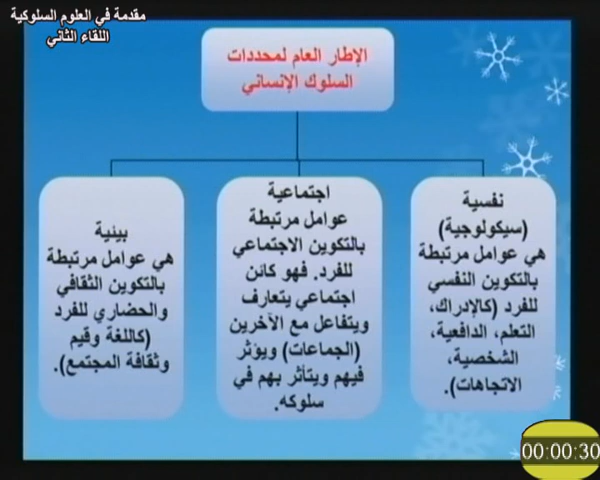 مقدمة في العلوم السلوكية
اللقاء الثاني
الإطار العام لمحددات
السلوك الإنساني
نفسية
(سيكولوجية)
هي عوامل مرتبطة
بالتكوين النفسي
للفرد (كالإدراك،
التعلم، الدافعية،
الشخصية،
الاتجاهات).
اجتماعية
عوامل مرتبطة
بالتكوين الاجتماعي
للفرد. فهو كائن
اجتماعي يتعارف
ويتفاعل مع الآخرين
(الجماعات) ويؤثر
فيهم ويتأثر بهم في
سلوكه.
بيئية
هي عوامل مرتبطة
بالتكوين الثقافي
والحضاري للفرد
(كاللغة وقيم
وثقافة المجتمع).
00:00:30